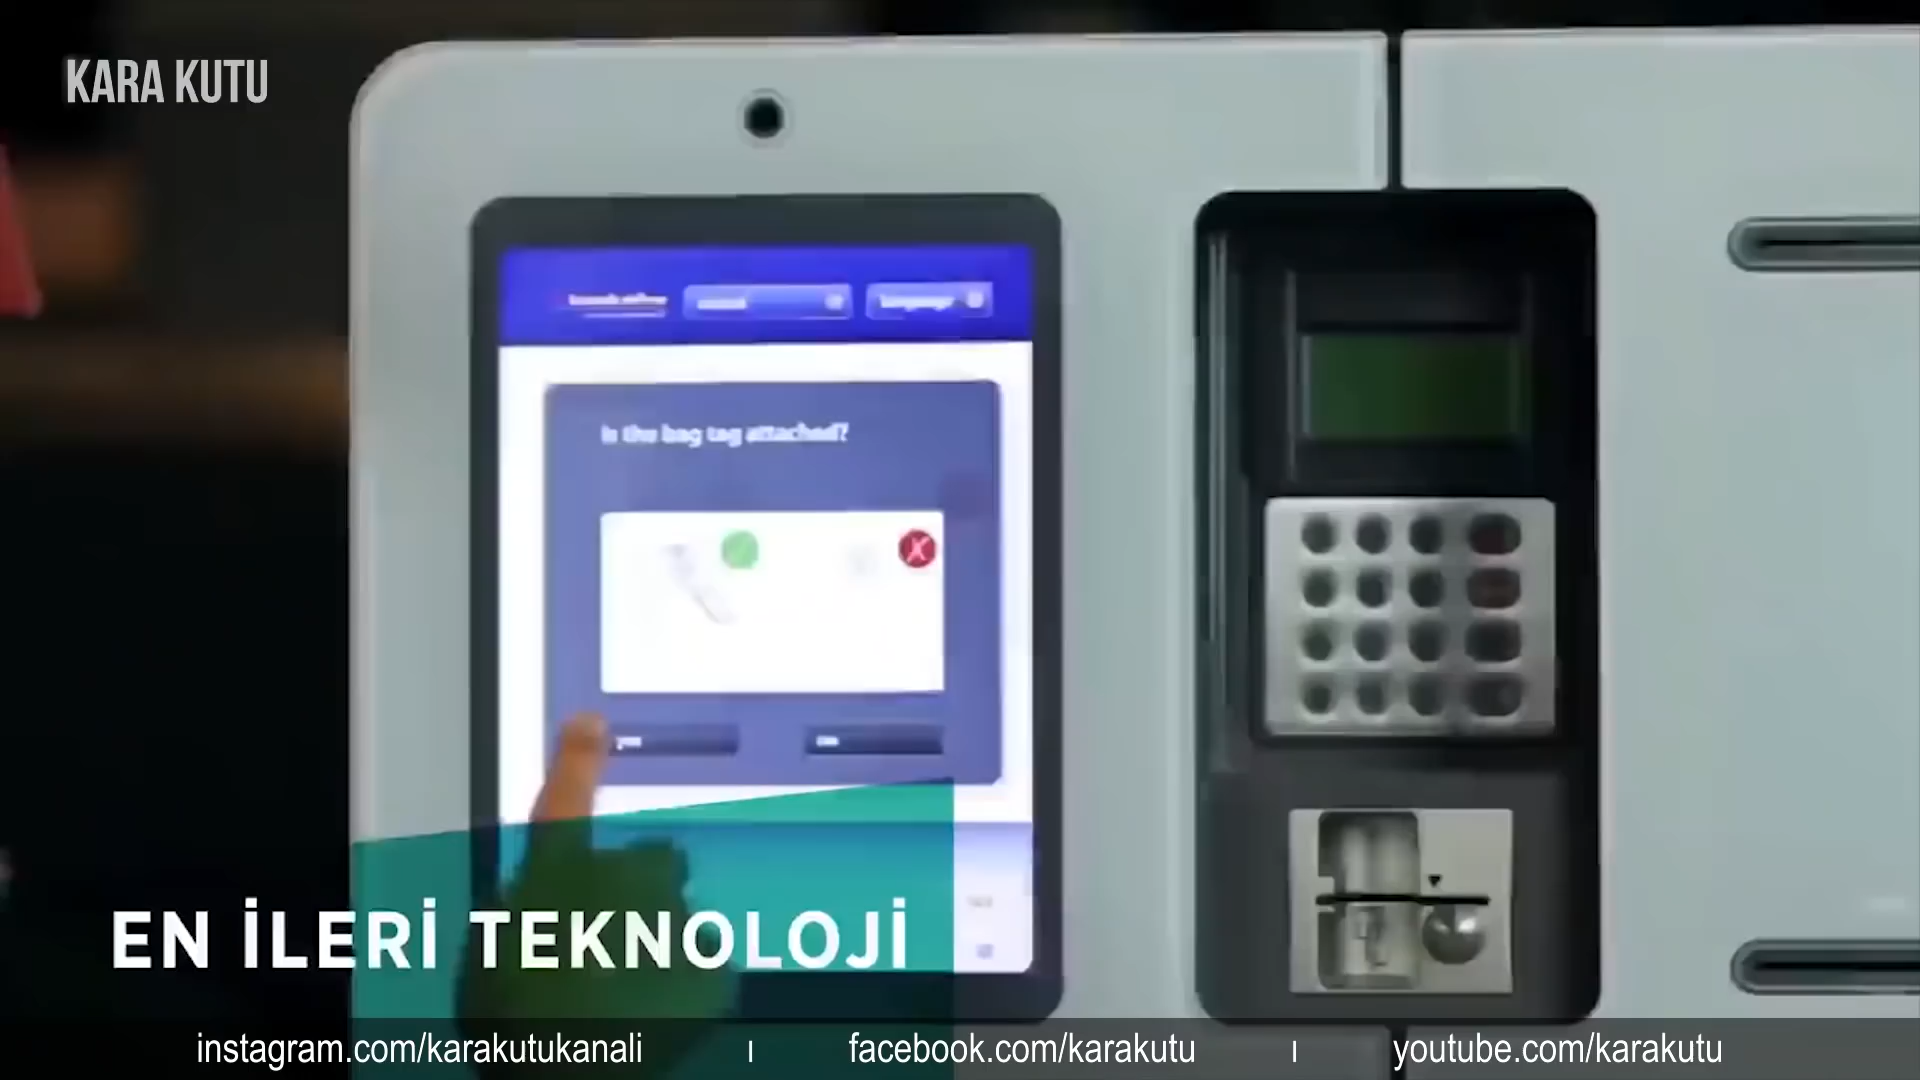 KARA KUTU
Is the bag tag attached?
yes
EN İLERİ TEKNOLOJİ
instagram.com/karakutukanali | facebook.com/karakutu | youtube.com/karakutu